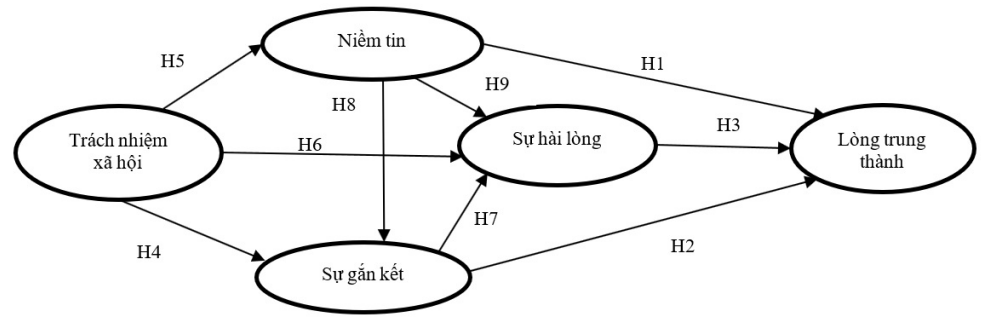 Niềm tin
H5
H1
H9
H8
Trách nhiệm
xã hội
H6
Sự hài lòng
H3
Lòng trung
thành
H7
H4
H2
Sự gắn kết